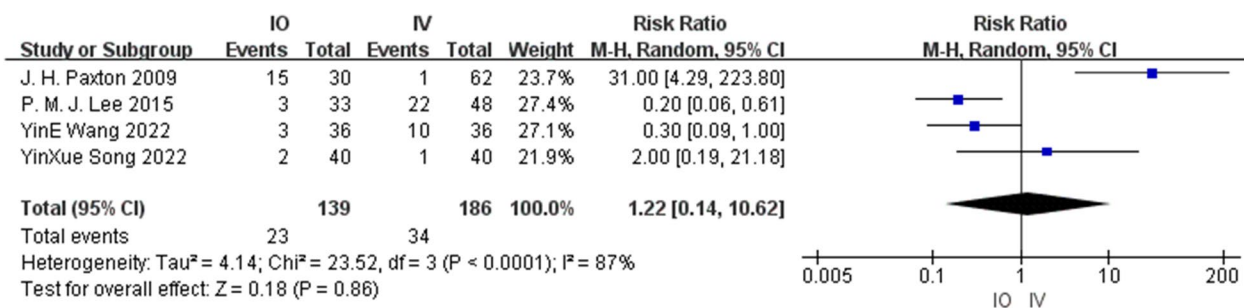 IO IV Risk Ratio Risk Ratio
Study or Subgroup Events Total Events Total Weight M-H, Random, 95% CI M-H, Random, 95% CI
J. H. Paxton 2009 15 30 1 62 23.7% 31.00 [4.29, 223.80]
P. M. J. Lee 2015 3 33 22 48 27.4% 0.20 [0.06, 0.61]
YinE Wang 2022 3 36 10 36 27.1% 0.30 [0.09, 1.00]
YinXue Song 2022 2 40 1 40 21.9% 2.00 [0.19, 21.18]
Total (95% CI) 139 186 100.0% 1.22 [0.14, 10.62]
Total events 23 34
Heterogeneity: Tau² = 4.14; Chi² = 23.52, df = 3 (P < 0.0001); I² = 87%
Test for overall effect: Z = 0.18 (P = 0.86)
0.005 0.1 1 10 200
IO IV